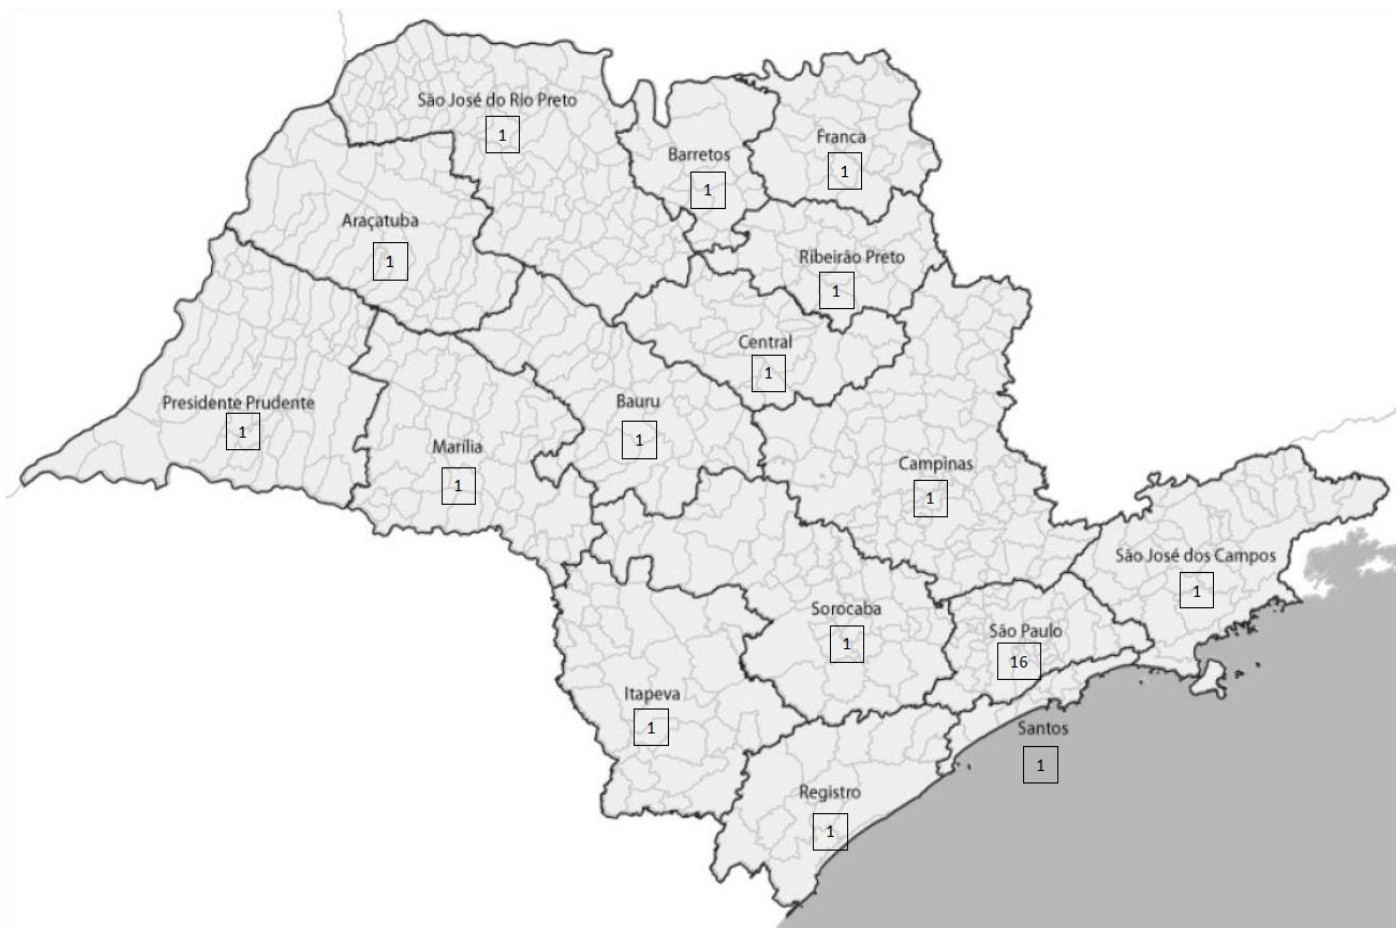 São José do Rio Preto
1
Barretos
1
Franca
1
Araçatuba
1
Ribeirão Preto
1
Central
1
Presidente Prudente
1
Marília
1
Bauru
1
Campinas
1
São José dos Campos
1
Sorocaba
1
São Paulo
16
Itapeva
1
Santos
1
Registro
1